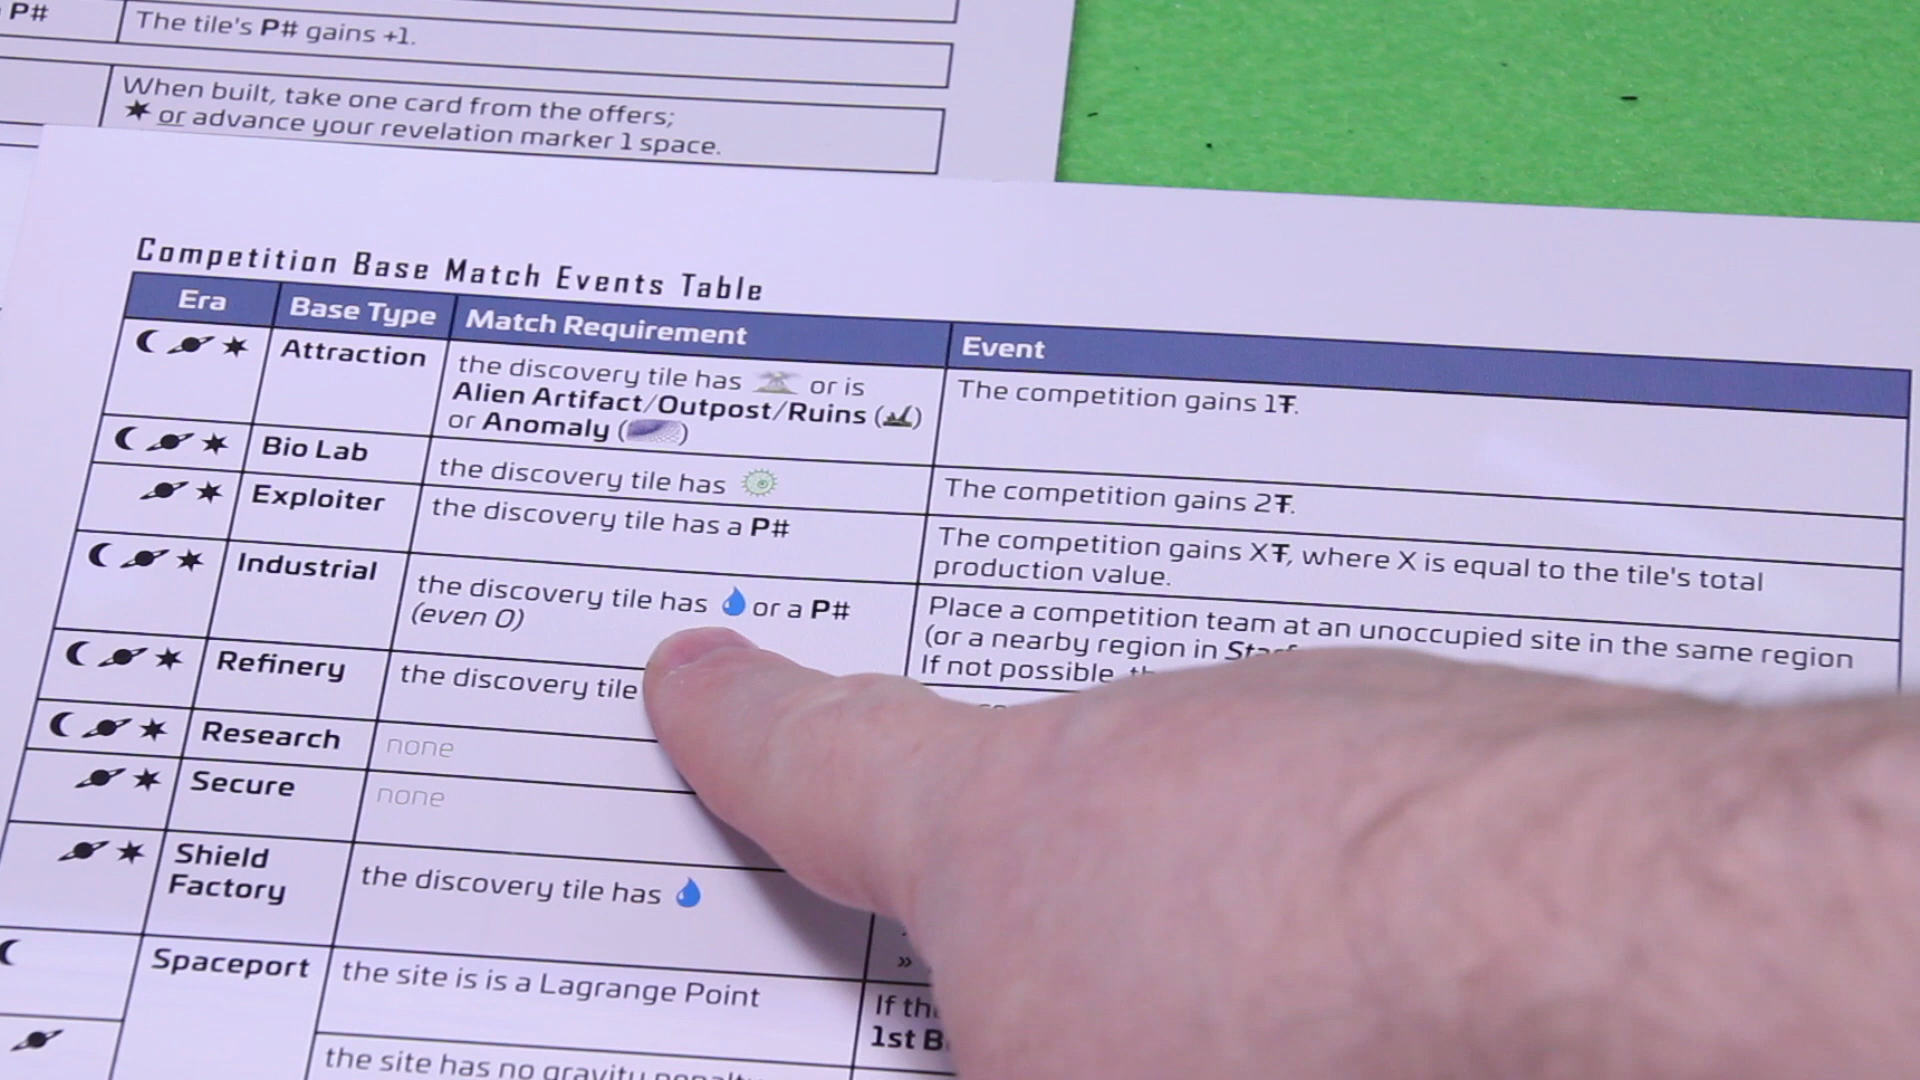 P#
The tile's P# gains +1.
When built, take one card from the offers;
or advance your revelation marker 1 space.
Competition Base Match Events Table
Era
Base Type
Match Requirement
Event
Attraction
the discovery tile has or is
Alien Artifact/Outpost/Ruins ()
or Anomaly ()
The competition gains 1Ŧ.
Bio Lab
the discovery tile has
The competition gains 2Ŧ.
Exploiter
the discovery tile has a P#
The competition gains XŦ, where X is equal to the tile's total
production value.
Industrial
the discovery tile has or a P#
(even 0)
Place a competition team at an unoccupied site in the same region
(or a nearby region in
If not possible,
Refinery
the discovery tile
Research
none
Secure
none
Shield
Factory
the discovery tile has
»
Spaceport
the site is is a Lagrange Point
If
1st
the site has no gravity